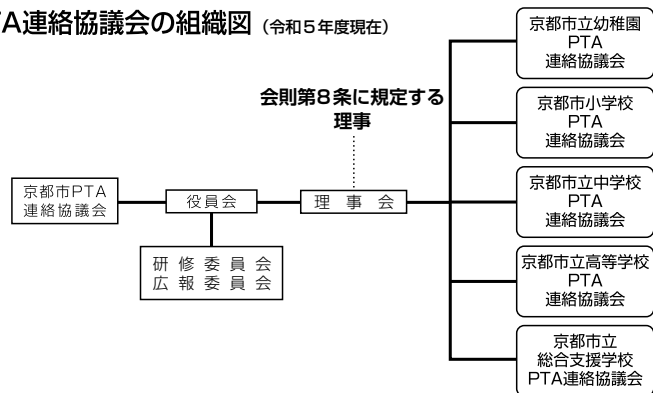 TA連絡協議会の組織図（令和5年度現在）
会則第8条に規定する
理事
京都市PTA
連絡協議会
役員会
理事会
研修委員会
広報委員会
京都市立幼稚園
PTA
連絡協議会
京都市小学校
PTA
連絡協議会
京都市立中学校
PTA
連絡協議会
京都市立高等学校
PTA
連絡協議会
京都市立
総合支援学校
PTA連絡協議会